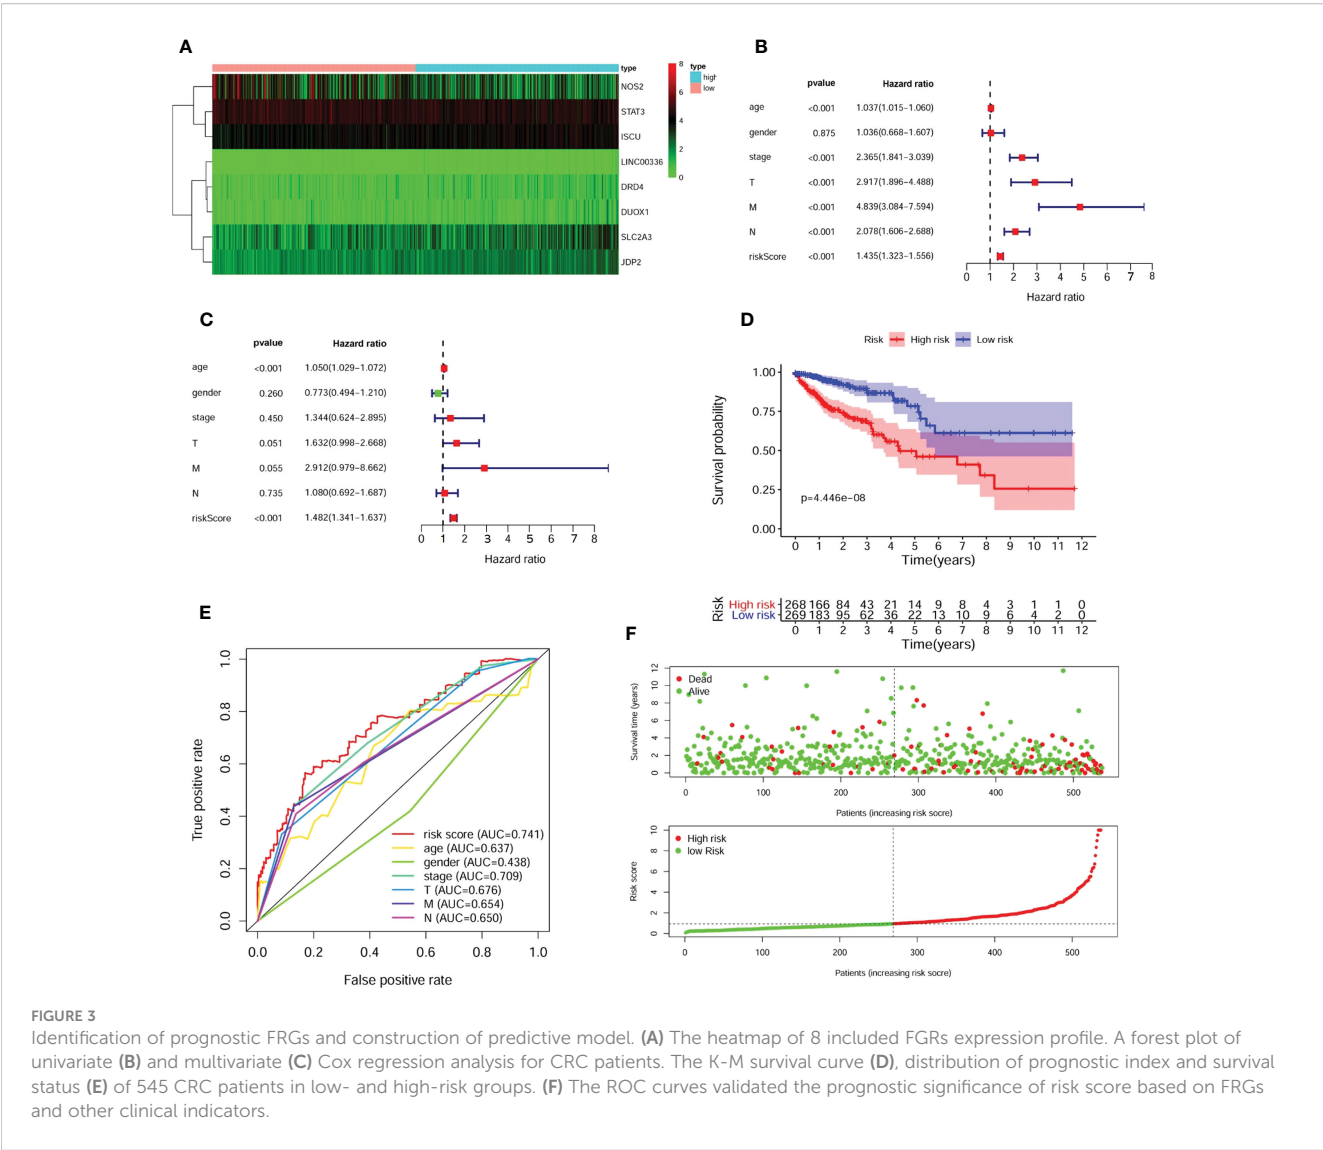 A
type
NOS2
STAT3
ISCU
LINC00336
DRD4
DUOX1
SLC2A3
JDP2
8
6
4
2
0
type
high
low
B
pvalue Hazard ratio
age <0.001 1.037(1.015−1.060)
gender 0.875 1.036(0.668−1.607)
stage <0.001 2.365(1.841−3.039)
T <0.001 2.917(1.896−4.488)
M <0.001 4.839(3.084−7.594)
N <0.001 2.078(1.606−2.688)
riskScore <0.001 1.435(1.323−1.556)
0 1 2 3 4 5 6 7 8
Hazard ratio
C
pvalue Hazard ratio
age <0.001 1.050(1.029−1.072)
gender 0.260 0.773(0.494−1.210)
stage 0.450 1.344(0.624−2.895)
T 0.051 1.632(0.998−2.668)
M 0.055 2.912(0.979−8.662)
N 0.735 1.080(0.692−1.687)
riskScore <0.001 1.482(1.341−1.637)
0 1 2 3 4 5 6 7 8
Hazard ratio
D
Risk High risk Low risk
Survival probability
1.00
0.75
0.50
0.25
0.00
p=4.446e−08
0 1 2 3 4 5 6 7 8 9 10 11 12
Time(years)
Risk
High risk 268 166 84 43 21 14 9 8 4 3 1 1 0
Low risk 269 183 95 62 36 22 13 10 9 6 4 2 0
0 1 2 3 4 5 6 7 8 9 10 11 12
Time(years)
E
True positive rate
1.0
0.8
0.6
0.4
0.2
0.0
risk score (AUC=0.741)
age (AUC=0.637)
gender (AUC=0.438)
stage (AUC=0.709)
T (AUC=0.676)
M (AUC=0.654)
N (AUC=0.650)
0.0 0.2 0.4 0.6 0.8 1.0
False positive rate
F
Survival time (years)
12
10
8
6
4
2
0
Dead
Alive
0 100 200 300 400 500
Patients (increasing risk socre)
Risk score
10
8
6
4
2
0
High risk
low Risk
0 100 200 300 400 500
Patients (increasing risk socre)
FIGURE 3
Identification of prognostic FRGs and construction of predictive model. (A) The heatmap of 8 included FGRs expression profile. A forest plot of
univariate (B) and multivariate (C) Cox regression analysis for CRC patients. The K-M survival curve (D), distribution of prognostic index and survival
status (E) of 545 CRC patients in low- and high-risk groups. (F) The ROC curves validated the prognostic significance of risk score based on FRGs
and other clinical indicators.